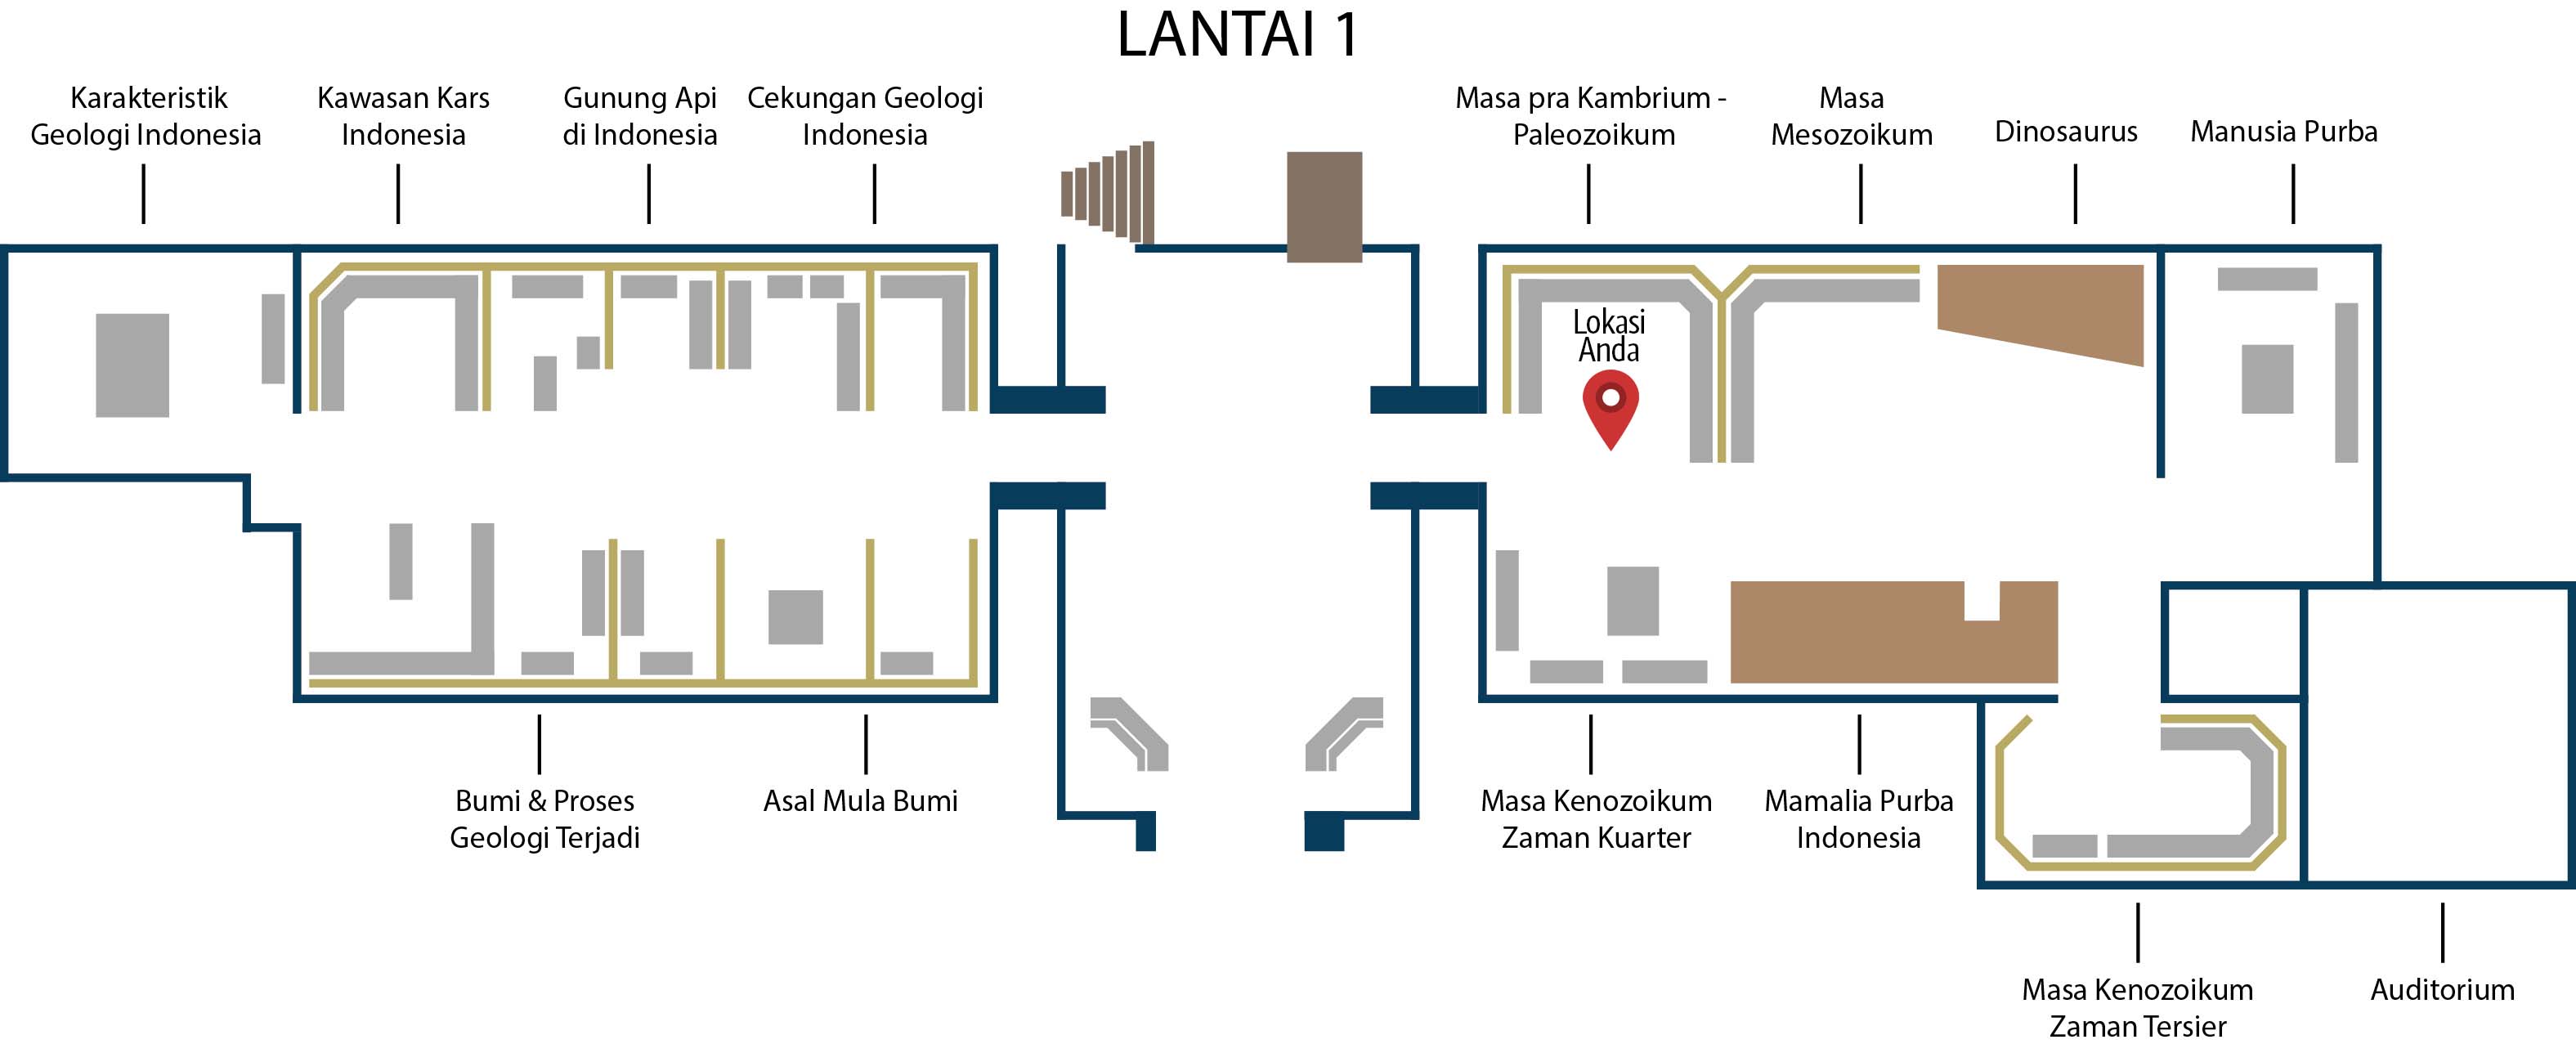 LANTAI 1
Karakteristik
Geologi Indonesia
Kawasan Kars
Indonesia
Gunung Api
di Indonesia
Cekungan Geologi
Indonesia
Masa pra Kambrium -
Paleozoikum
Masa
Mesozoikum
Dinosaurus
Manusia Purba
Lokasi
Anda
Bumi & Proses
Geologi Terjadi
Asal Mula Bumi
Masa Kenozoikum
Zaman Kuarter
Mamalia Purba
Indonesia
Masa Kenozoikum
Zaman Tersier
Auditorium